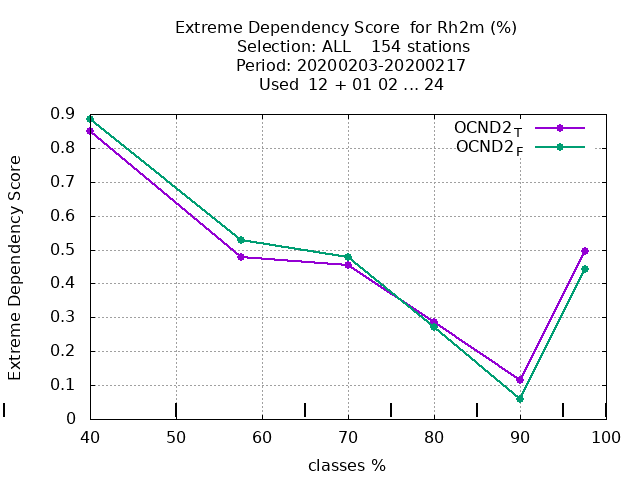 Extreme Dependency Score for Rh2m (%)
Selection: ALL 154 stations
Period: 20200203-20200217
Used 12 + 01 02 ... 24
OCND2T
OCND2F
Extreme Dependency Score
0.9
0.8
0.7
0.6
0.5
0.4
0.3
0.2
0.1
0
40 50 60 70 80 90 100
classes %